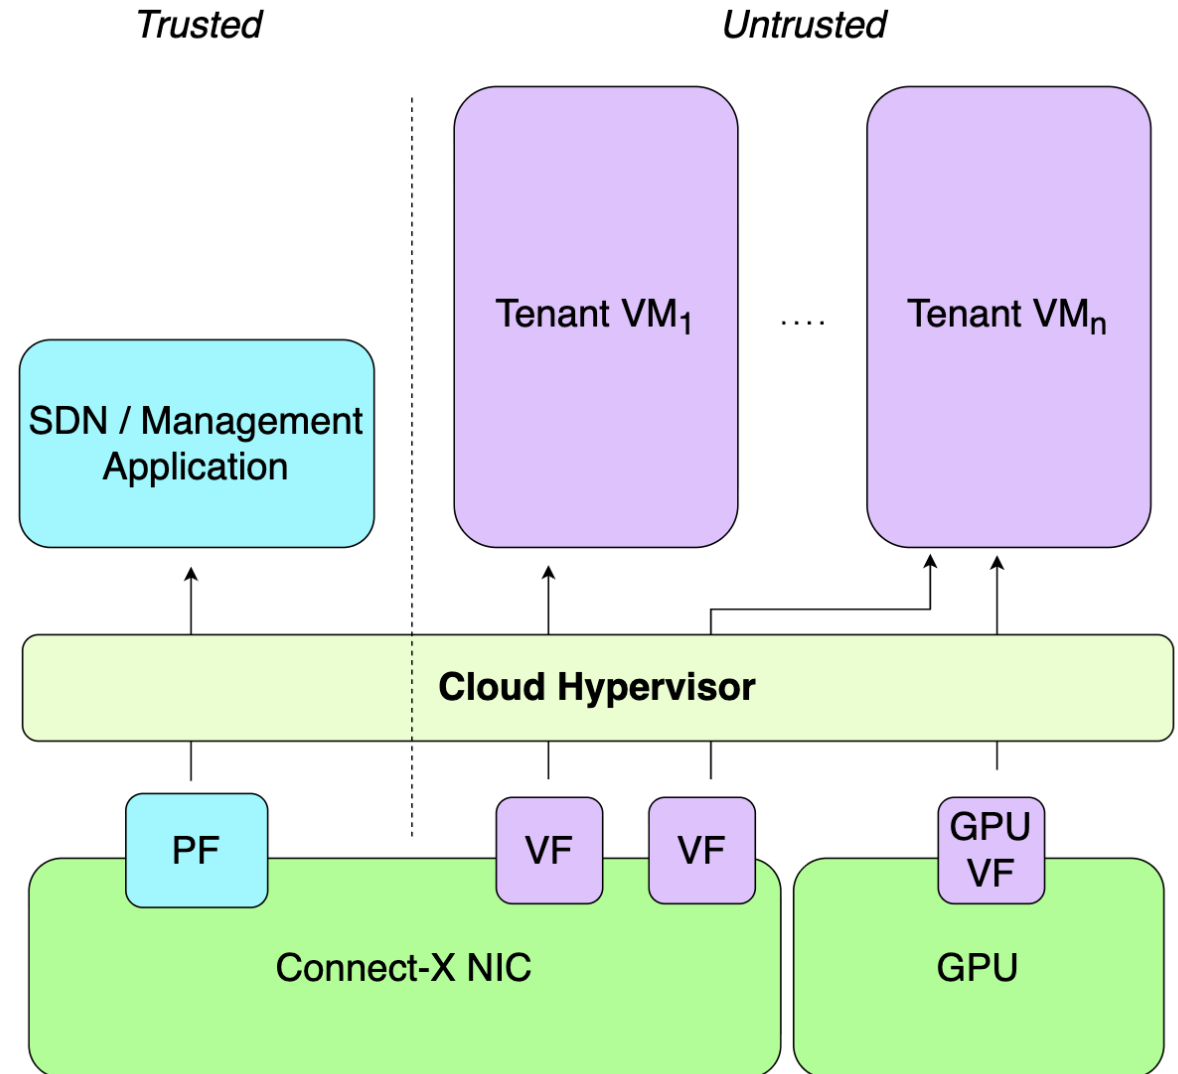 Trusted
Untrusted
Tenant VM1
....
Tenant VMn
SDN / Management
Application
Cloud Hypervisor
PF
VF
VF
GPU
VF
Connect-X NIC
GPU